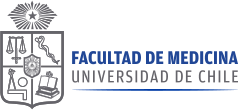 FACULTAD DE MEDICINA
UNIVERSIDAD DE CHILE